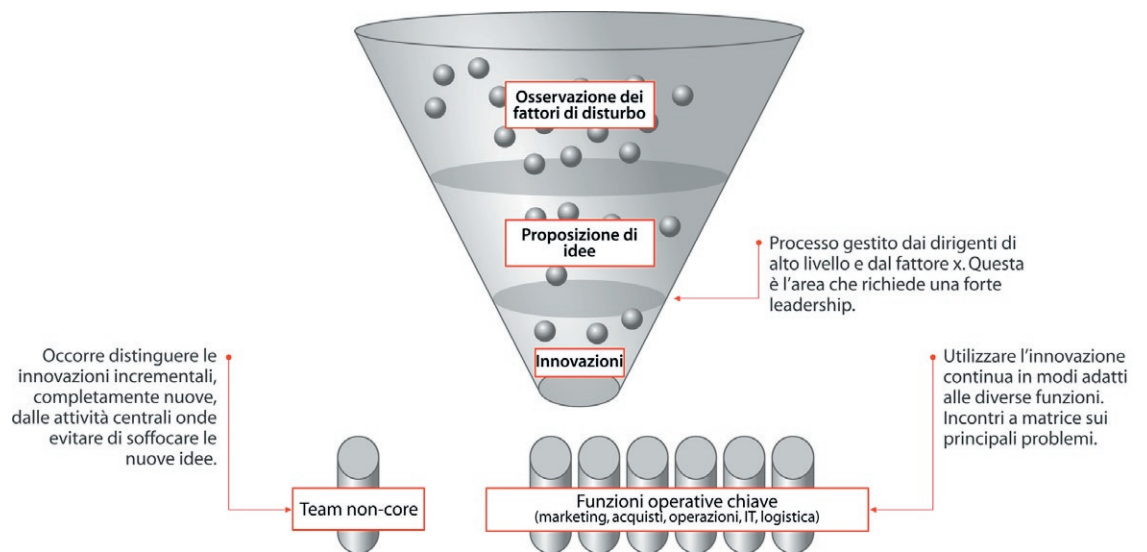 Osservazione dei
fattori di disturbo
Proposizione di
idee
Processo gestito dai dirigenti di
alto livello e dal fattore x. Questa
è l’area che richiede una forte
leadership.
Innovazioni
Occorre distinguere le
innovazioni incrementali,
completamente nuove,
dalle attività centrali onde
evitare di soffocare le
nuove idee.
Utilizzare l’innovazione
continua in modi adatti
alle diverse funzioni.
Incontri a matrice sui
principali problemi.
Team non-core
Funzioni operative chiave
(marketing, acquisti, operazioni, IT, logistica)